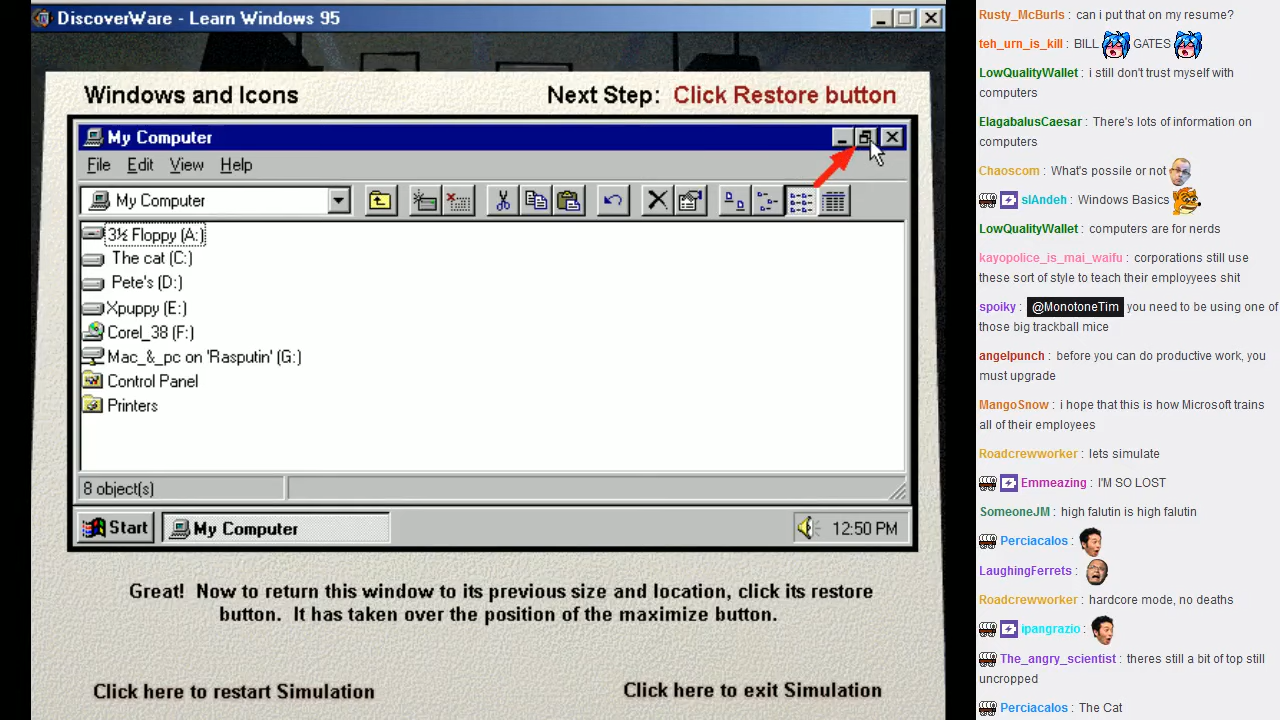 DiscoverWare - Learn Windows 95
Windows and Icons
Next Step: Click Restore button
My Computer
File Edit View Help
My Computer
3½ Floppy (A:)
The cat (C:)
Pete's (D:)
Xpuppy (E:)
Corel_38 (F:)
Mac_&_pc on 'Rasputin' (G:)
Control Panel
Printers
8 object(s)
Start
My Computer
12:50 PM
Great! Now to return this window to its previous size and location, click its restore
button. It has taken over the position of the maximize button.
Click here to restart Simulation
Click here to exit Simulation
Rusty_McBurls: can i put that on my resume?
teh_urn_is_kill: BILL GATES
LowQualityWallet: i still don't trust myself with
computers
ElagabalusCaesar: There's lots of information on
computers
Chaoscom: What's possile or not
slAndeh: Windows Basics
LowQualityWallet: computers are for nerds
kayopolice_is_mai_waifu: corporations still use
these sort of style to learn their enterprise shit
spoiky: @MonotoneTim you need to bring one of
those big trackball mice
angelpunch: before you can do productive work, you
must upgrade
MangoSnow: i hope that this is how Microsoft trains
all of their employees
Roadcrewworker: lets simulate
Emmeazing: I'M SO LOST
SomeoneJM: high falutin is high falutin
Perciacalos:
LaughingFerrets:
Roadcrewworker: hardcore mode, no deaths
ipangrazio:
The_angry_scientist: theres still a bit of top still
uncropped
Perciacalos: The Cat